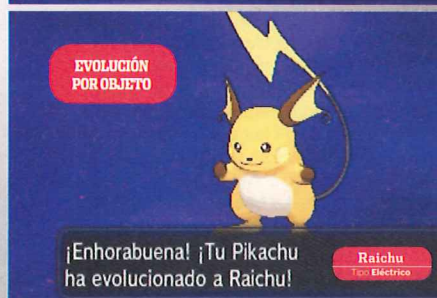 EVOLUCIÓN
POR OBJETO
¡Enhorabuena! ¡Tu Pikachu
ha evolucionado a Raichu!
Raichu
Tipo Eléctrico